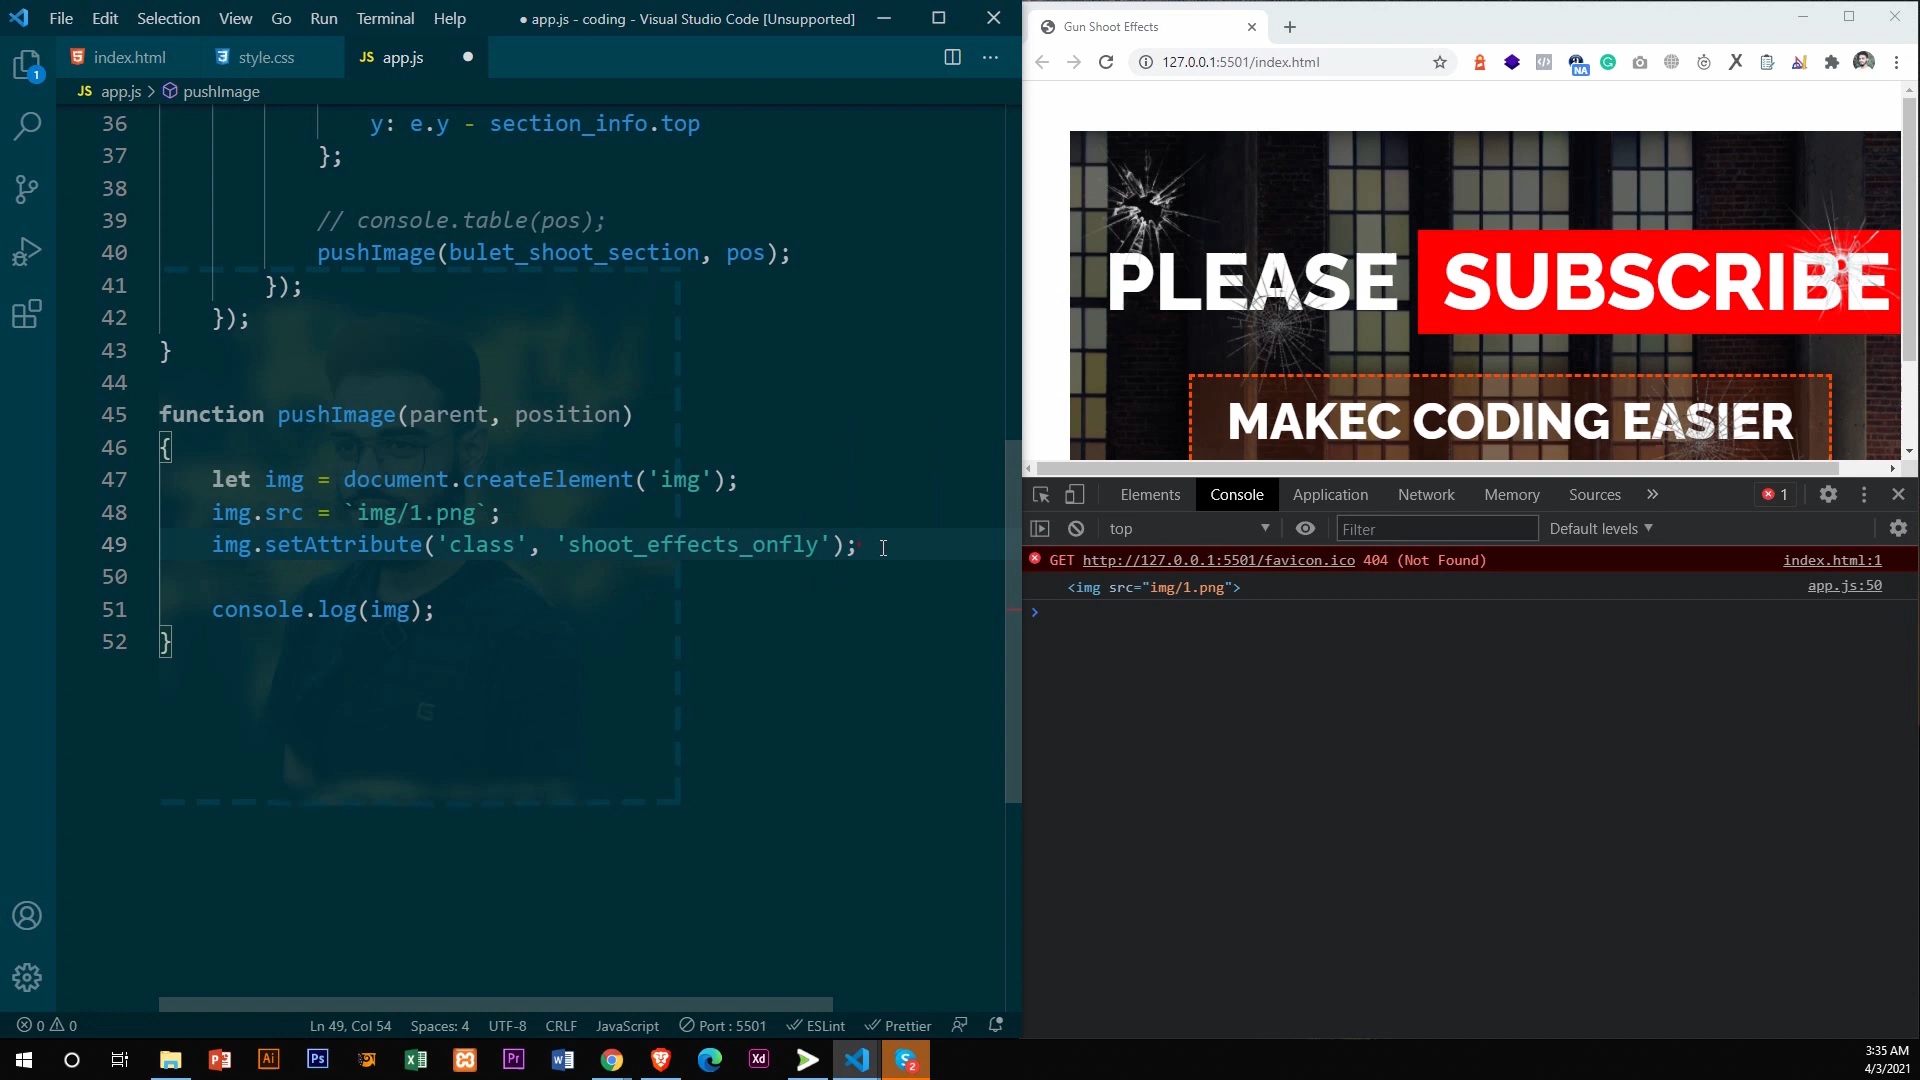 File Edit Selection View Go Run Terminal Help
● app.js - coding - Visual Studio Code [Unsupported]
index.html
style.css
JS app.js
JS app.js > pushImage
36 y: e.y - section_info.top
37 };
38
39 // console.table(pos);
40 pushImage(bulet_shoot_section, pos);
41 });
42 });
43 }
44
45 function pushImage(parent, position)
46 {
47 let img = document.createElement('img');
48 img.src = `img/1.png`;
49 img.setAttribute('class', 'shoot_effects_onfly');
50
51 console.log(img);
52 }
1
0 0
Ln 49, Col 54 Spaces: 4 UTF-8 CRLF JavaScript Port : 5501 ESLint Prettier
Gun Shoot Effects
127.0.0.1:5501/index.html
NA
PLEASE SUBSCRIBE
MAKEC CODING EASIER
Elements Console Application Network Memory Sources » 1
top Filter Default levels
GET http://127.0.0.1:5501/favicon.ico 404 (Not Found) index.html:1
<img src="img/1.png"> app.js:50
Ai Ps Pr Xd 2
3:35 AM
4/3/2021